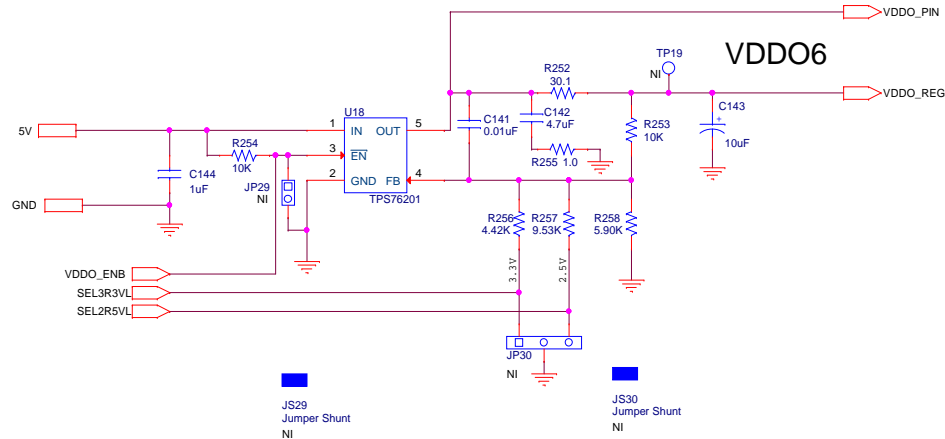 VDDO_PIN
VDDO6
TP19
NI
R252
30.1
VDDO_REG
U18
C141
0.01uF
C142
4.7uF
R253
10K
C143
10uF
+
5V
1
IN
OUT
5
R254
10K
3
EN
R255 1.0
C144
1uF
JP29
NI
2
GND
FB
4
TPS76201
GND
R256
4.42K
R257
9.53K
R258
5.90K
3.3V
2.5V
VDDO_ENB
SEL3R3VL
SEL2R5VL
JP30
NI
JS29
Jumper Shunt
NI
JS30
Jumper Shunt
NI